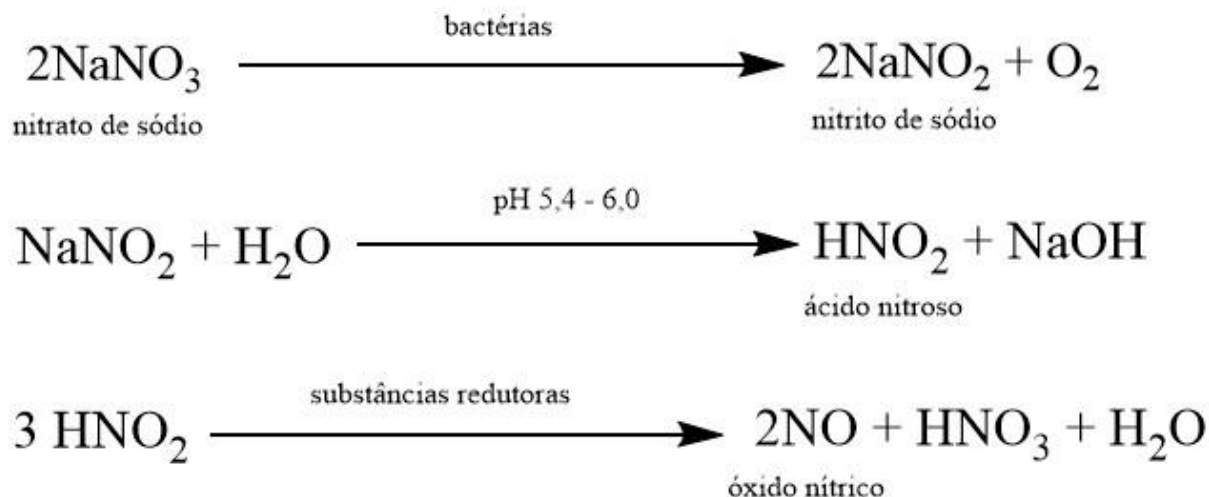 bactérias
2NaNO₃ 2NaNO₂ + O₂
nitrato de sódio nitrito de sódio
pH 5,4 - 6,0
NaNO₂ + H₂O HNO₂ + NaOH
ácido nitroso
substâncias redutoras
3 HNO₂ 2NO + HNO₃ + H₂O
óxido nítrico